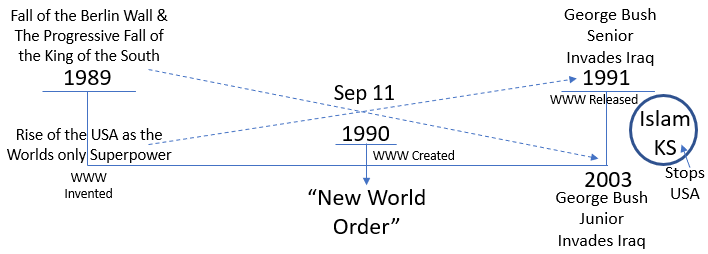 Fall of the Berlin Wall &
The Progressive Fall of
the King of the South
1989
Rise of the USA as the
Worlds only Superpower
WWW
Invented
Sep 11
1990
WWW Created
“New World
Order”
George Bush
Senior
Invades Iraq
1991
WWW Released
Islam
KS
Stops
USA
2003
George Bush
Junior
Invades Iraq